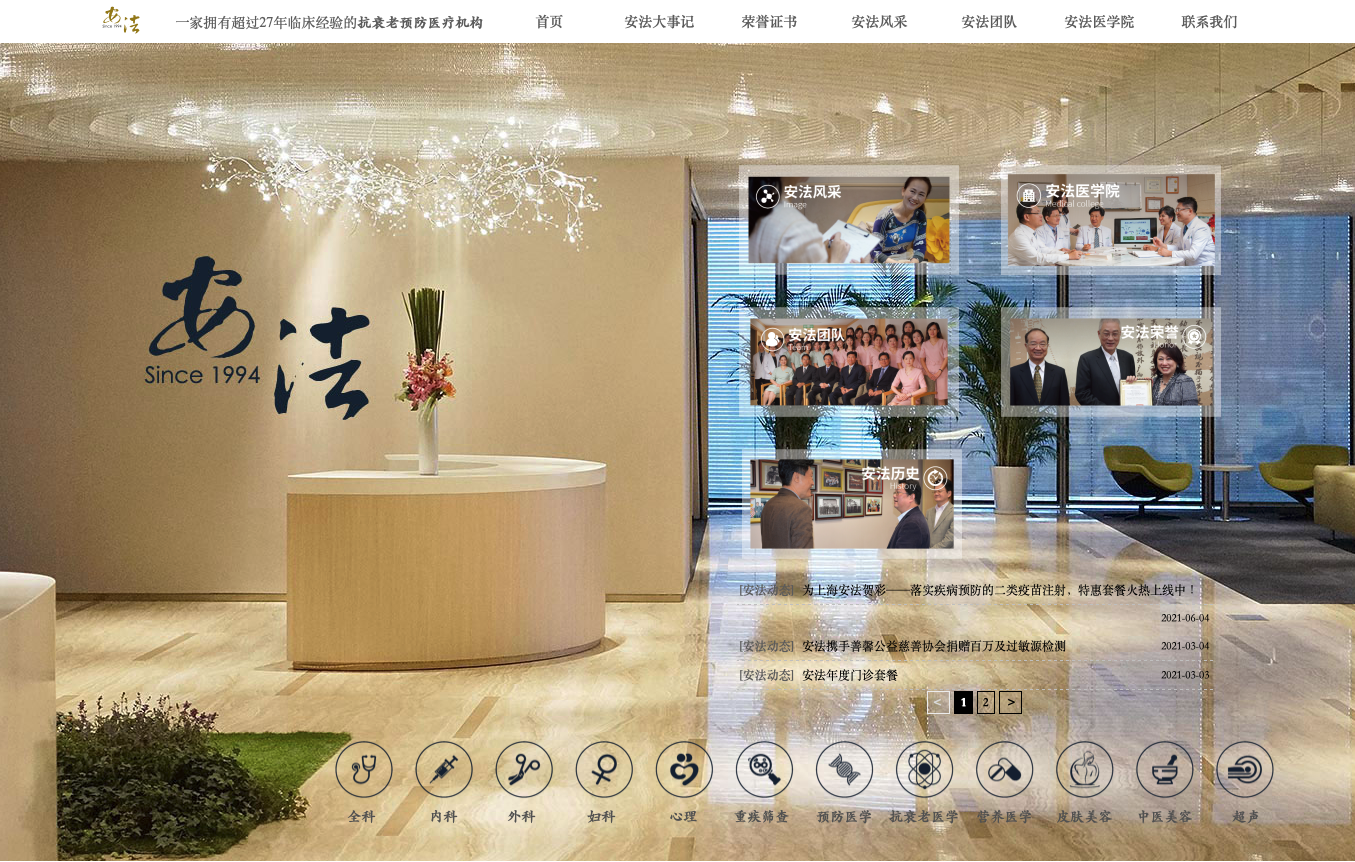 安法
since 1994
一家拥有超过27年临床经验的抗衰老预防医疗机构
首页
安法大事记
荣誉证书
安法风采
安法团队
安法医学院
联系我们
安法风采
Image
安法医学院
Medical college
安法
Since 1994
安法团队
Team
安法荣誉
Honor
安法历史
History
[安法动态] 为上海安法贺彩——落实疾病预防的二类疫苗注射，特惠套餐火热上线中！
2021-06-04
[安法动态] 安法携手善馨公益慈善协会捐赠百万及过敏源检测 2021-03-04
[安法动态] 安法年度门诊套餐 2021-03-03
< 1 2 >
全科
内科
外科
妇科
心理
重疾筛查
预防医学
抗衰老医学
营养医学
皮肤美容
中医美容
超声